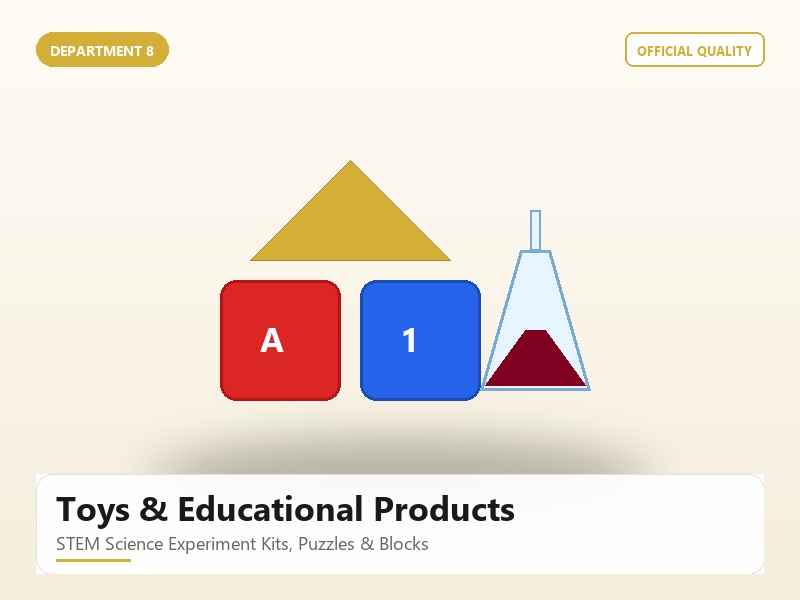 DEPARTMENT 8
OFFICIAL QUALITY
A
1
Toys & Educational Products
STEM Science Experiment Kits, Puzzles & Blocks